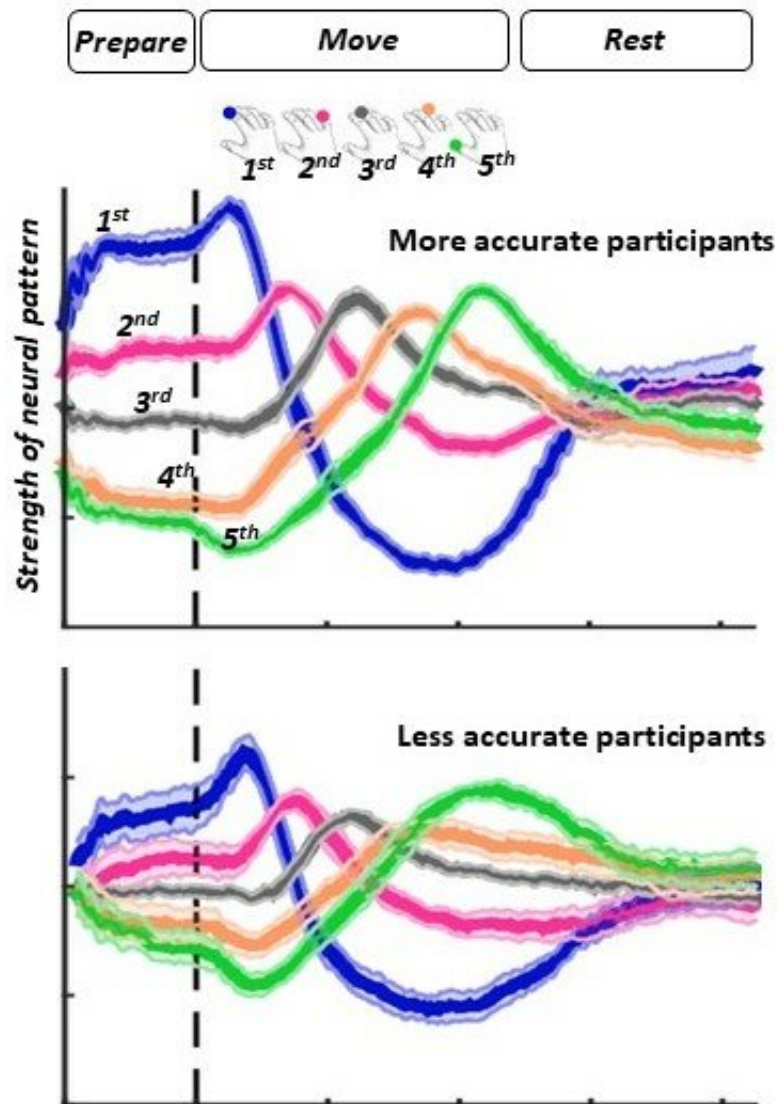 Prepare Move Rest
1st 2nd 3rd 4th 5th
Strength of neural pattern
1st
More accurate participants
2nd
3rd
4th
5th
Less accurate participants